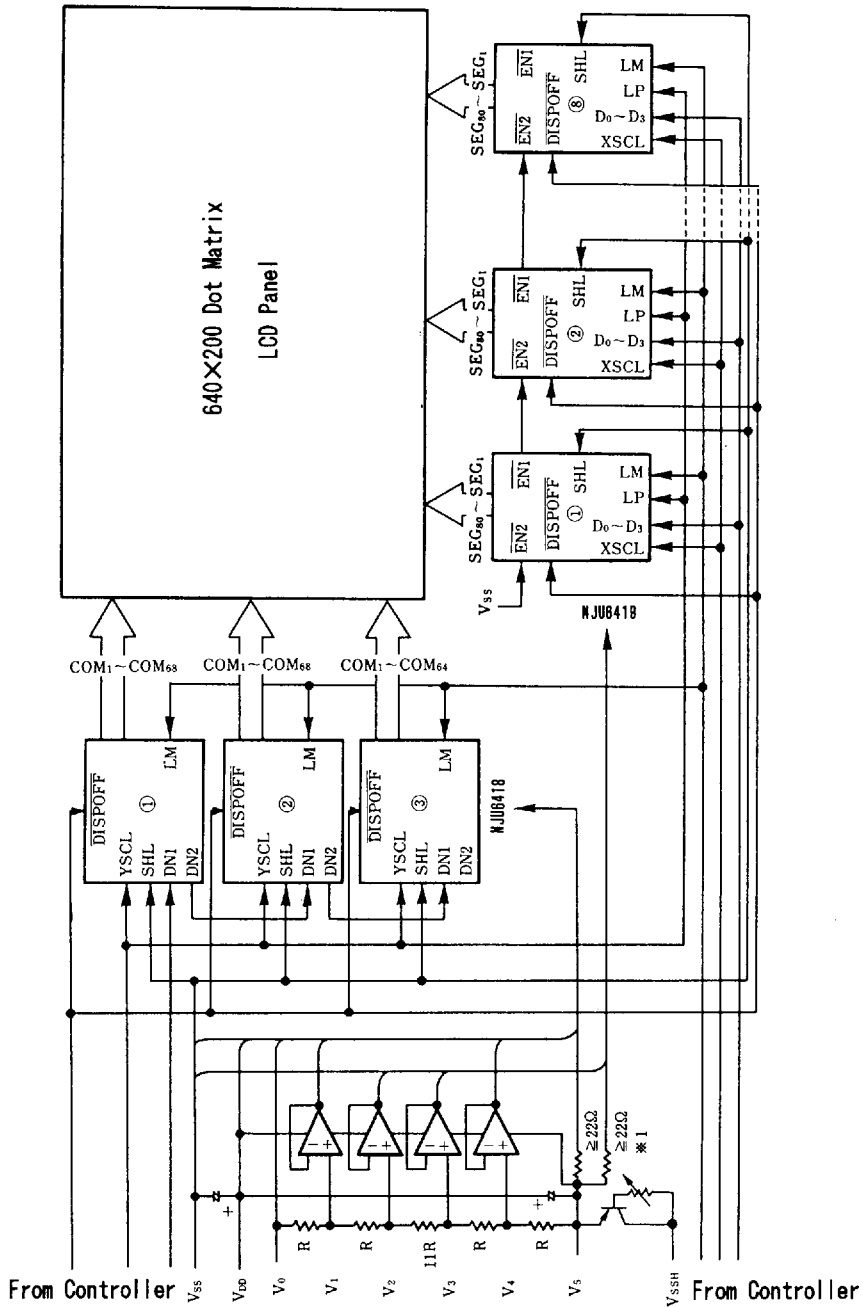 640×200 Dot Matrix
LCD Panel
COM₁~COM₆₈
COM₁~COM₆₈
COM₁~COM₆₄
DISPOFF
①
LM
YSCL
SHL
DN1
DN2
DISPOFF
②
LM
YSCL
SHL
DN1
DN2
DISPOFF
③
LM
YSCL
SHL
DN1
DN2
NJU6418
SEG₈₀~SEG₁
EN2
EN1
DISPOFF
①
SHL
XSCL
D₀~D₃
LP
LM
VSS
NJU6419
SEG₈₀~SEG₁
EN2
EN1
DISPOFF
②
SHL
XSCL
D₀~D₃
LP
LM
SEG₈₀~SEG₁
EN2
EN1
DISPOFF
⑧
SHL
XSCL
D₀~D₃
LP
LM
From Controller
VSS
VDD
V₀
V₁
V₂
V₃
V₄
V₅
VSSH
From Controller
R
R
11R
R
R
+
+
−+
−+
−+
−+
≧22Ω
≧22Ω
※1